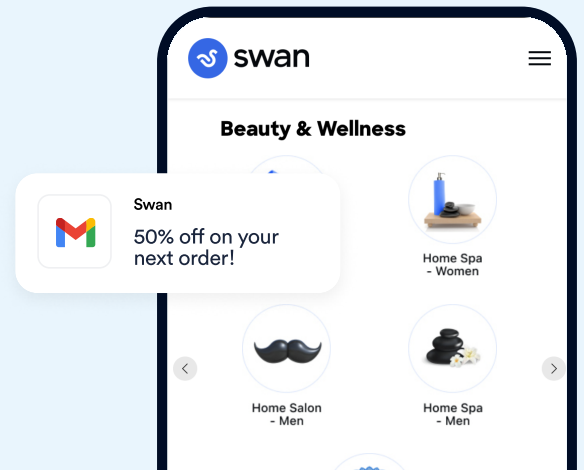 swan
Beauty & Wellness
Swan
50% off on your
next order!
Home Spa
- Women
Home Salon
- Men
Home Spa
- Men